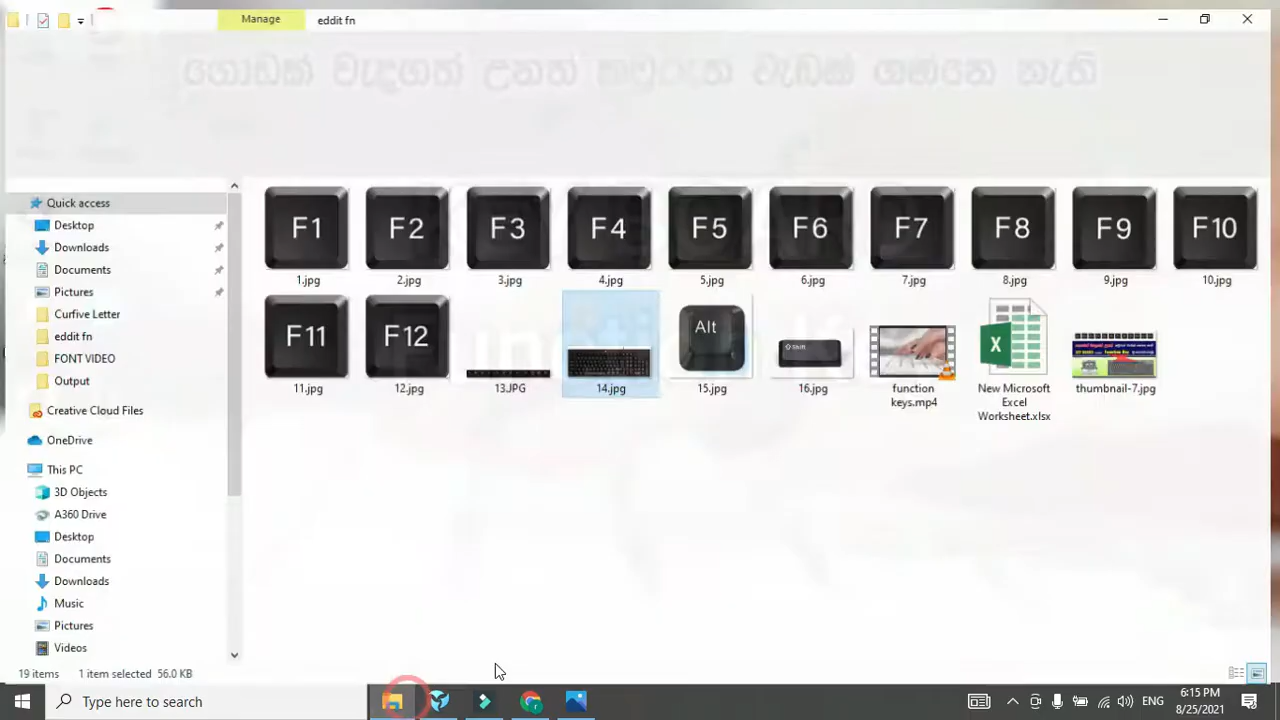 Manage
eddit fn
Quick access
Desktop
Downloads
Documents
Pictures
Curfive Letter
eddit fn
FONT VIDEO
Output
Creative Cloud Files
OneDrive
This PC
3D Objects
A360 Drive
Desktop
Documents
Downloads
Music
Pictures
Videos
F1 F2 F3 F4 F5 F6 F7 F8 F9 F10
1.jpg 2.jpg 3.jpg 4.jpg 5.jpg 6.jpg 7.jpg 8.jpg 9.jpg 10.jpg
F11 F12 Alt Shift
11.jpg 12.jpg 13.JPG 14.jpg 15.jpg 16.jpg function keys.mp4 New Microsoft Excel Worksheet.xlsx thumbnail-7.jpg
19 items 1 item selected 56.0 KB
Type here to search
ENG
6:15 PM
8/25/2021